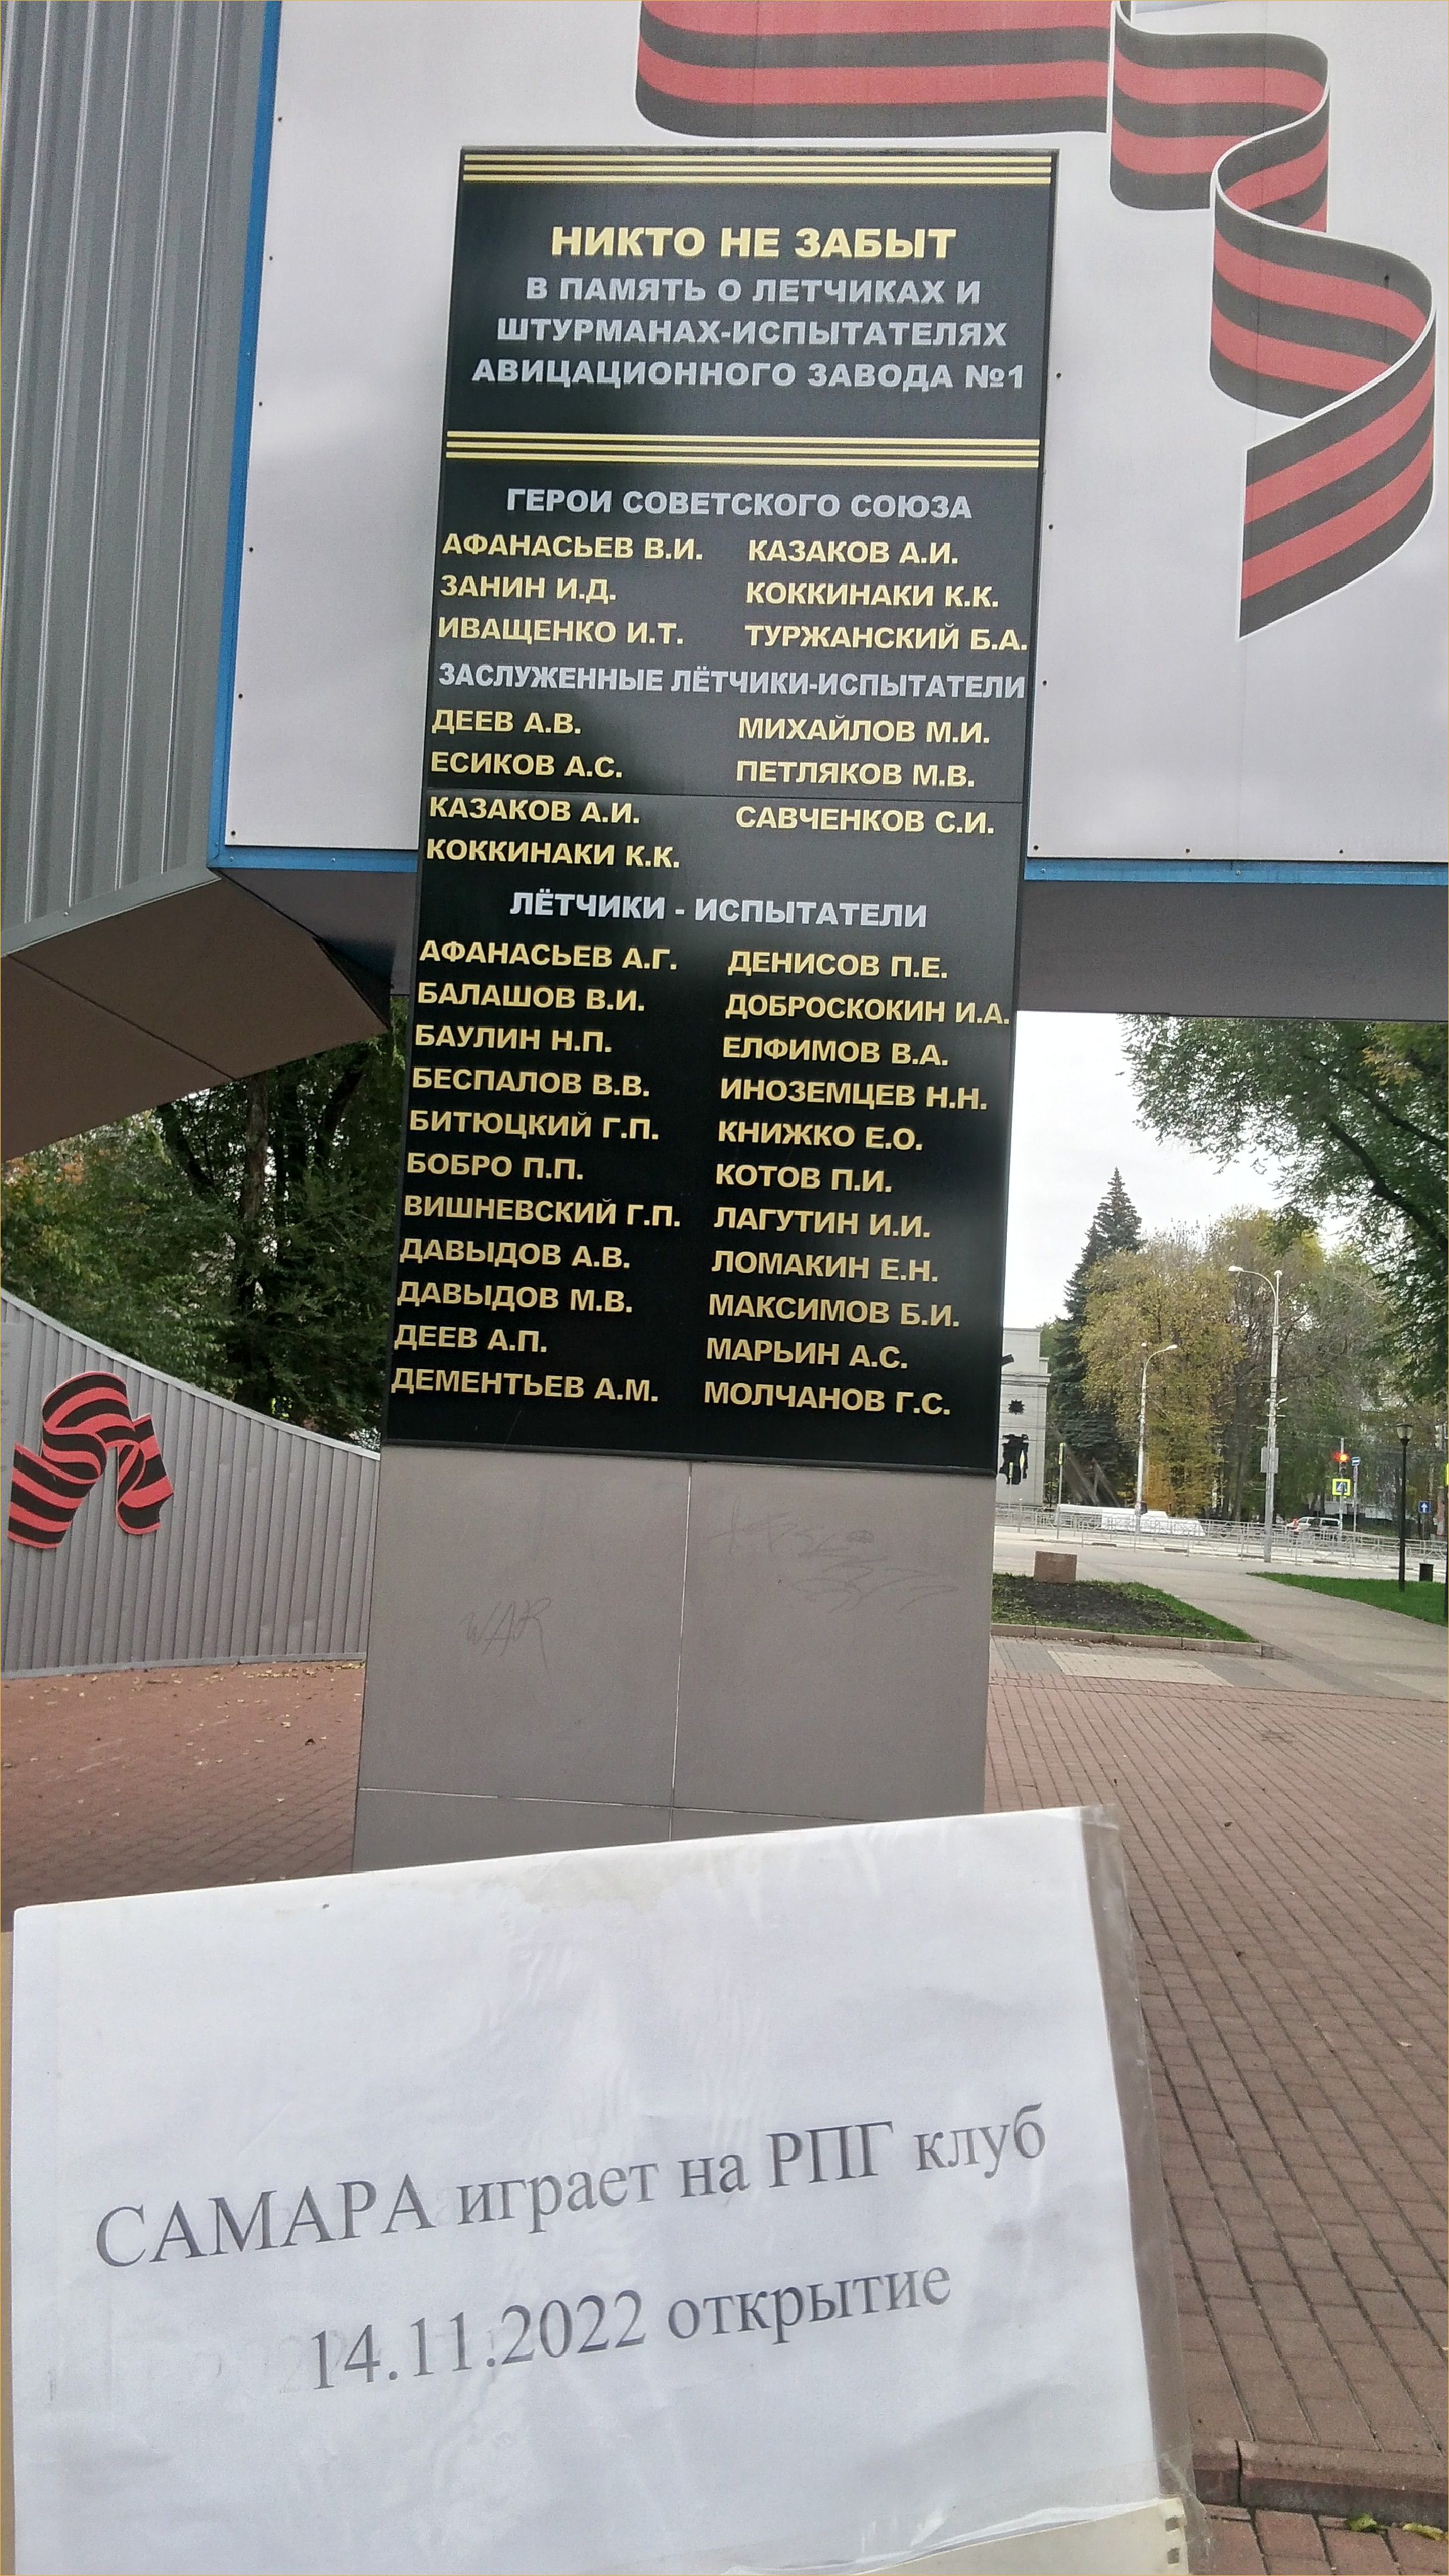 НИКТО НЕ ЗАБЫТ
В ПАМЯТЬ О ЛЕТЧИКАХ И
ШТУРМАНАХ-ИСПЫТАТЕЛЯХ
АВИЦАЦИОННОГО ЗАВОДА №1
ГЕРОИ СОВЕТСКОГО СОЮЗА
АФАНАСЬЕВ В.И. КАЗАКОВ А.И.
ЗАНИН И.Д. КОККИНАКИ К.К.
ИВАЩЕНКО И.Т. ТУРЖАНСКИЙ Б.А.
ЗАСЛУЖЕННЫЕ ЛЁТЧИКИ-ИСПЫТАТЕЛИ
ДЕЕВ А.В. МИХАЙЛОВ М.И.
ЕСИКОВ А.С. ПЕТЛЯКОВ М.В.
КАЗАКОВ А.И. САВЧЕНКОВ С.И.
КОККИНАКИ К.К.
ЛЁТЧИКИ - ИСПЫТАТЕЛИ
АФАНАСЬЕВ А.Г. ДЕНИСОВ П.Е.
БАЛАШОВ В.И. ДОБРОСКОКИН И.А.
БАУЛИН Н.П. ЕЛФИМОВ В.А.
БЕСПАЛОВ В.В. ИНОЗЕМЦЕВ Н.Н.
БИТЮЦКИЙ Г.П. КНИЖКО Е.О.
БОБРО П.П. КОТОВ П.И.
ВИШНЕВСКИЙ Г.П. ЛАГУТИН И.И.
ДАВЫДОВ А.В. ЛОМАКИН Е.Н.
ДАВЫДОВ М.В. МАКСИМОВ Б.И.
ДЕЕВ А.П. МАРЬИН А.С.
ДЕМЕНТЬЕВ А.М. МОЛЧАНОВ Г.С.
WAR
САМАРА играет на РПГ клуб
14.11.2022 открытие